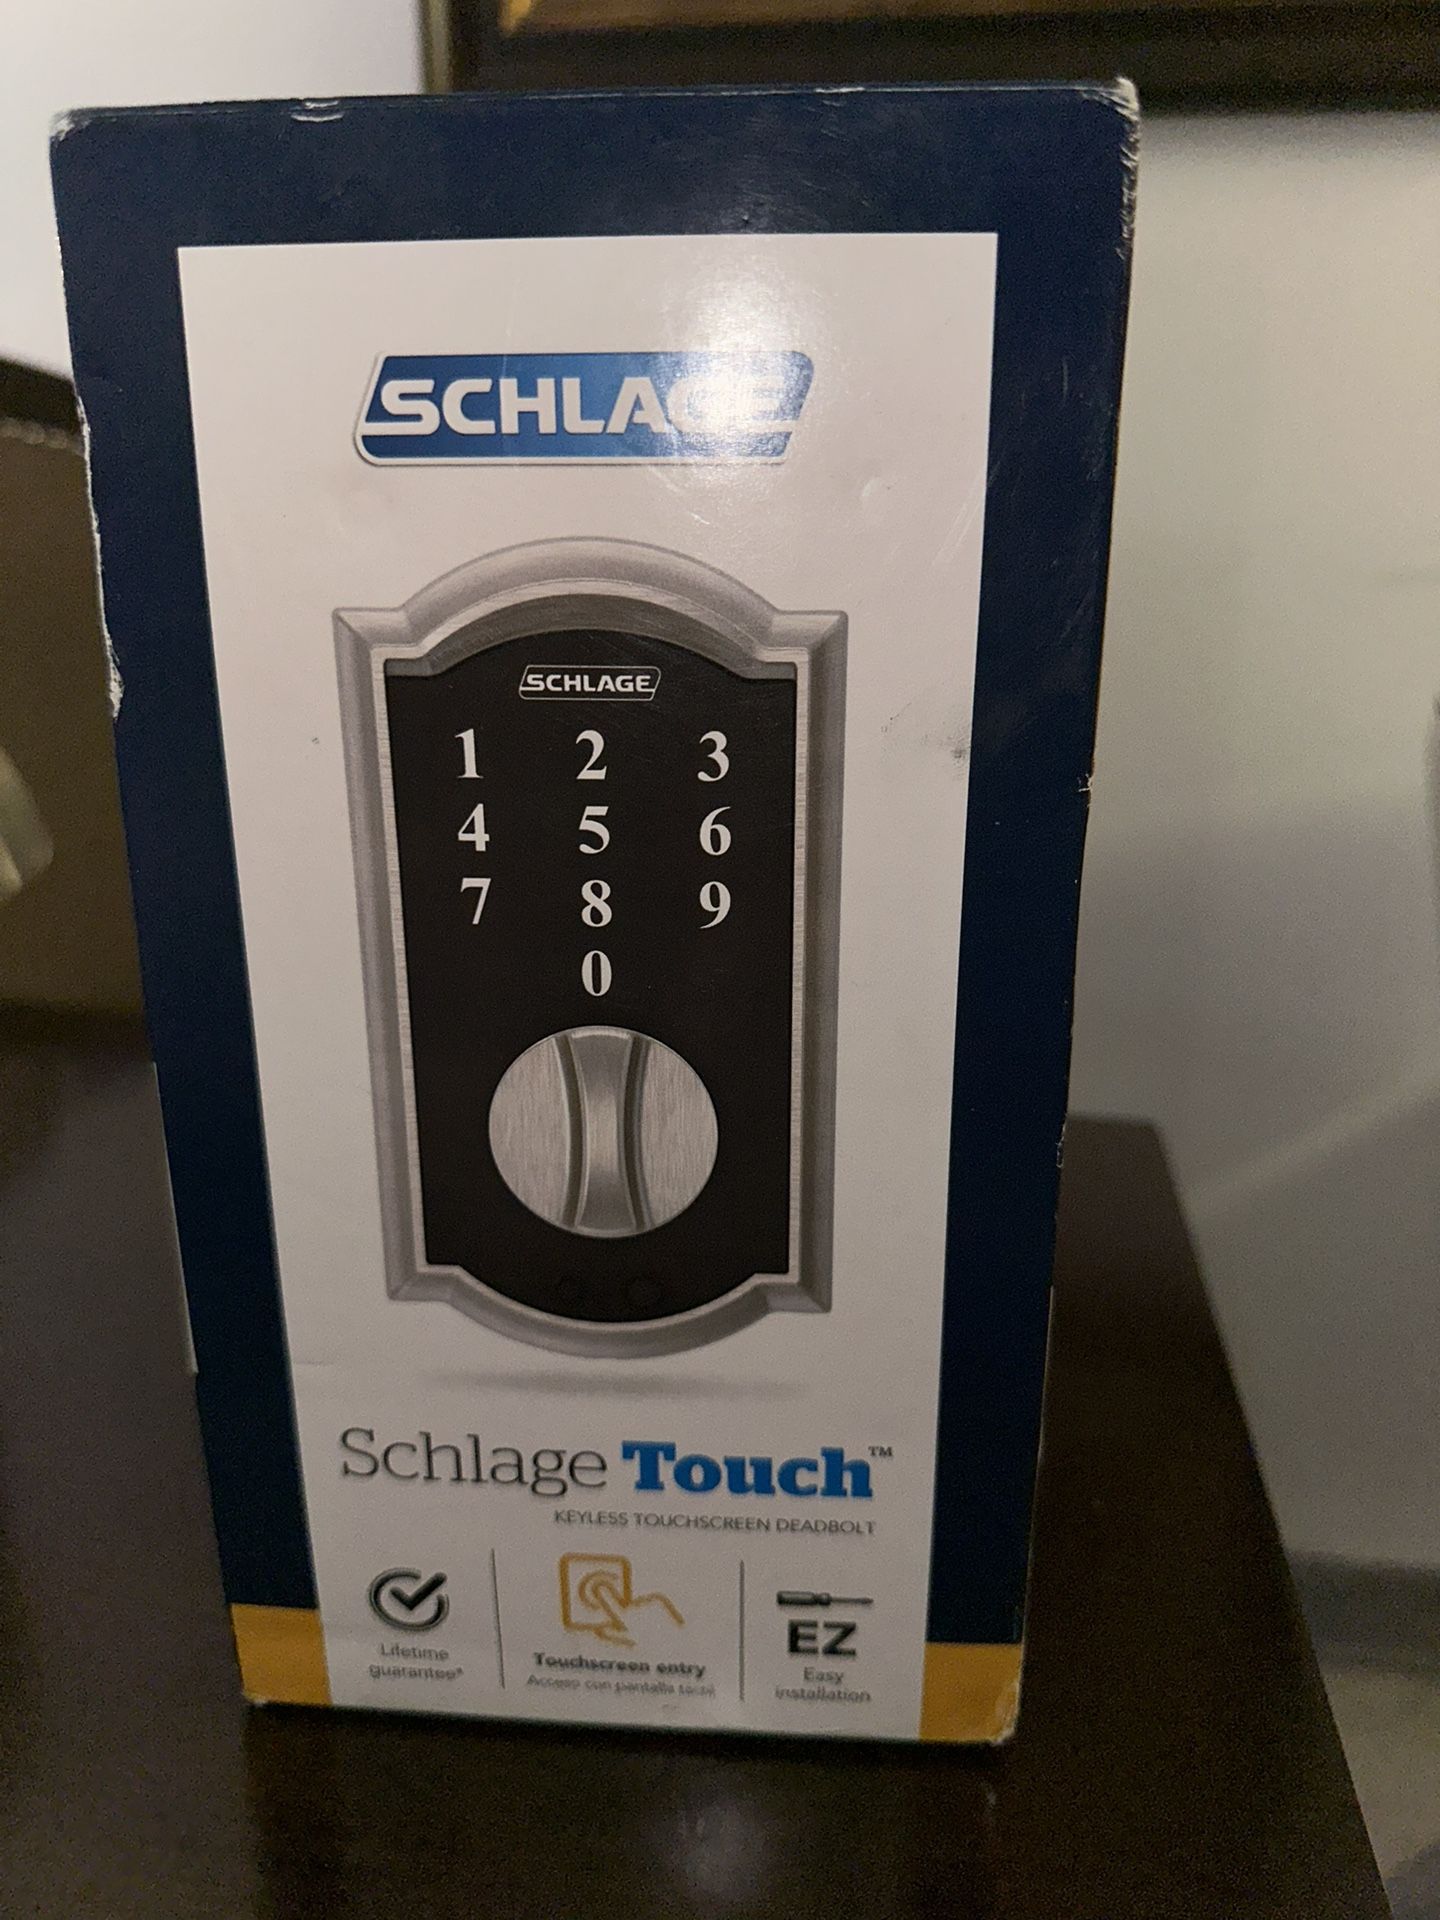 SCHLAGE
SCHLAGE
1 2 3
4 5 6
7 8 9
0
Schlage Touch™
KEYLESS TOUCHSCREEN DEADBOLT
Lifetime
guarantee*
Touchscreen entry
Acceso con pantalla táctil
EZ
Easy
installation